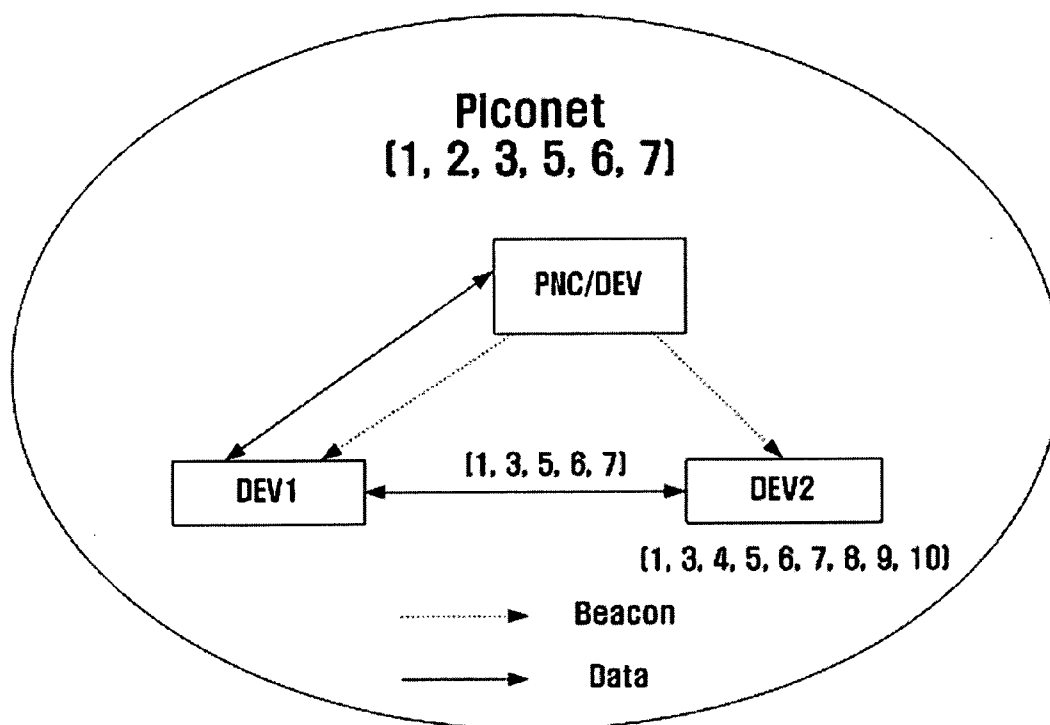 Piconet
(1, 2, 3, 5, 6, 7)
PNC/DEV
(1, 3, 5, 6, 7)
DEV1
DEV2
(1, 3, 4, 5, 6, 7, 8, 9, 10)
Beacon
Data